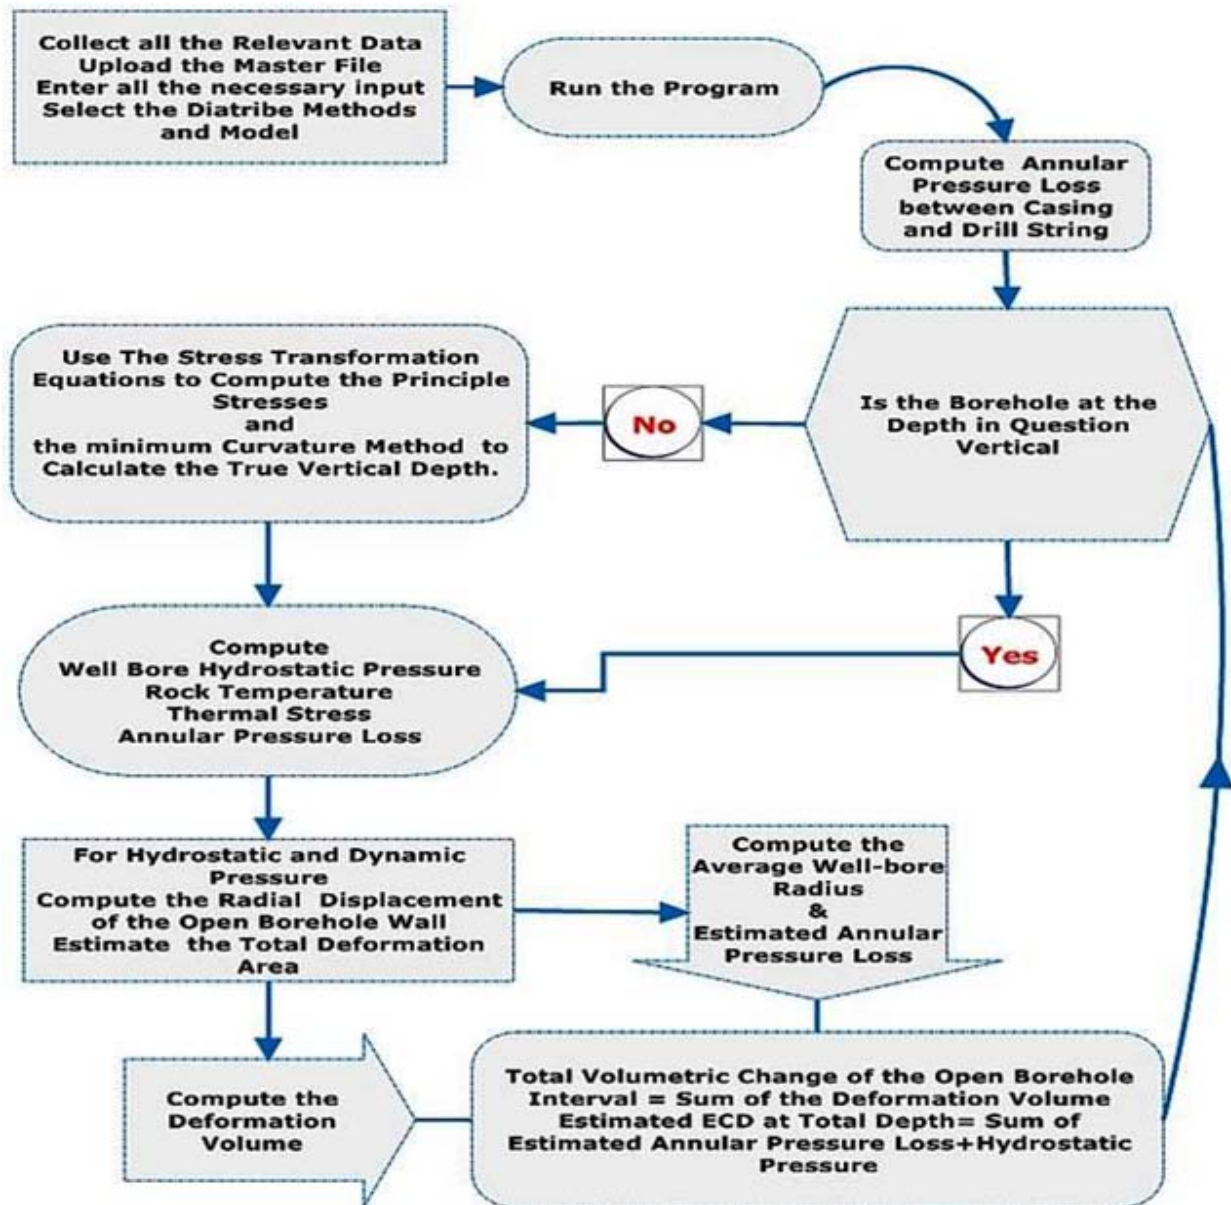 Collect all the Relevant Data
Upload the Master File
Enter all the necessary input
Select the Diatribe Methods
and Model
Run the Program
Compute Annular
Pressure Loss
between Casing
and Drill String
Is the Borehole at the
Depth in Question
Vertical
No
Use The Stress Transformation
Equations to Compute the Principle
Stresses
and
the minimum Curvature Method to
Calculate the True Vertical Depth.
Yes
Compute
Well Bore Hydrostatic Pressure
Rock Temperature
Thermal Stress
Annular Pressure Loss
For Hydrostatic and Dynamic
Pressure
Compute the Radial Displacement
of the Open Borehole Wall
Estimate the Total Deformation
Area
Compute the
Average Well-bore
Radius
&
Estimated Annular
Pressure Loss
Compute the
Deformation
Volume
Total Volumetric Change of the Open Borehole
Interval = Sum of the Deformation Volume
Estimated ECD at Total Depth= Sum of
Estimated Annular Pressure Loss+Hydrostatic
Pressure